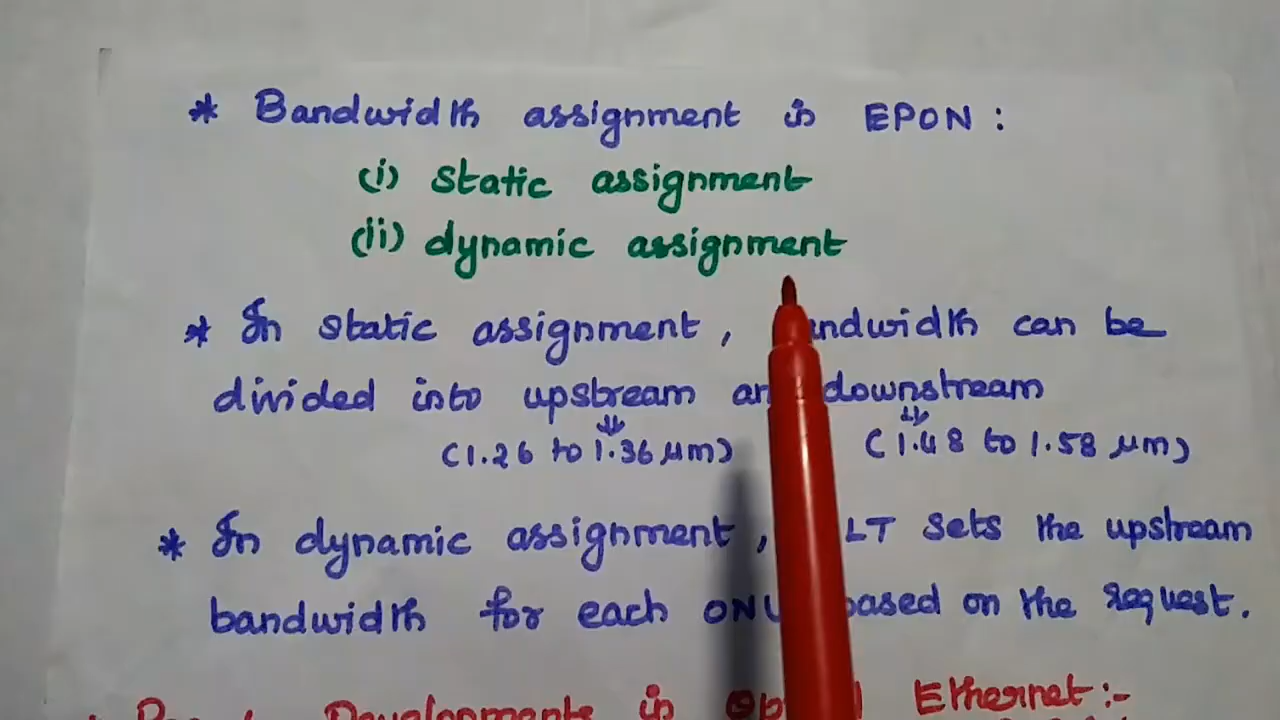 * Bandwidth assignment in EPON :
(i) static assignment
(ii) dynamic assignment
* In static assignment, andwidth can be
divided into upstream an downstream
(1.26 to 1.36 μm) (1.48 to 1.58 μm)
* In dynamic assignment, LT sets the upstream
bandwidth for each ONU based on the request.
Developments in Ethernet:-